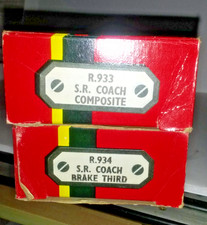 R.933
S.R. COACH
COMPOSITE
R.934
S.R. COACH
BRAKE THIRD